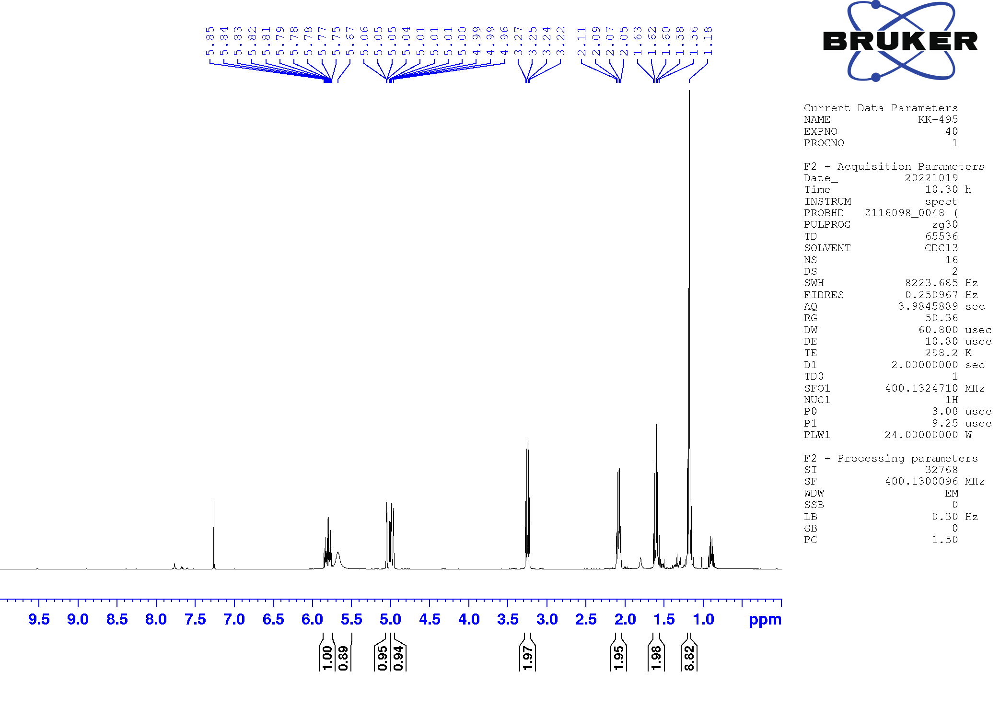 5.85 5.84 5.83 5.82 5.81 5.79 5.78 5.78 5.77 5.75 5.67 5.06 5.05 5.05 5.04 5.01 5.01 5.01 5.00 4.99 4.99 4.96 3.27 3.25 3.24 3.22 2.11 2.09 2.07 2.05 1.63 1.62 1.60 1.58 1.56 1.18
BRUKER
Current Data Parameters
NAME KK-495
EXPNO 40
PROCNO 1
F2 - Acquisition Parameters
Date_ 20221019
Time 10.30 h
INSTRUM spect
PROBHD Z116098_0048 (
PULPROG zg30
TD 65536
SOLVENT CDCl3
NS 16
DS 2
SWH 8223.685 Hz
FIDRES 0.250967 Hz
AQ 3.9845889 sec
RG 50.36
DW 60.800 usec
DE 10.80 usec
TE 298.2 K
D1 2.00000000 sec
TD0 1
SFO1 400.1324710 MHz
NUC1 1H
P0 3.08 usec
P1 9.25 usec
PLW1 24.00000000 W
F2 - Processing parameters
SI 32768
SF 400.1300096 MHz
WDW EM
SSB 0
LB 0.30 Hz
GB 0
PC 1.50
9.5 9.0 8.5 8.0 7.5 7.0 6.5 6.0 5.5 5.0 4.5 4.0 3.5 3.0 2.5 2.0 1.5 1.0 ppm
1.00 0.89 0.95 0.94 1.97 1.95 1.98 8.82